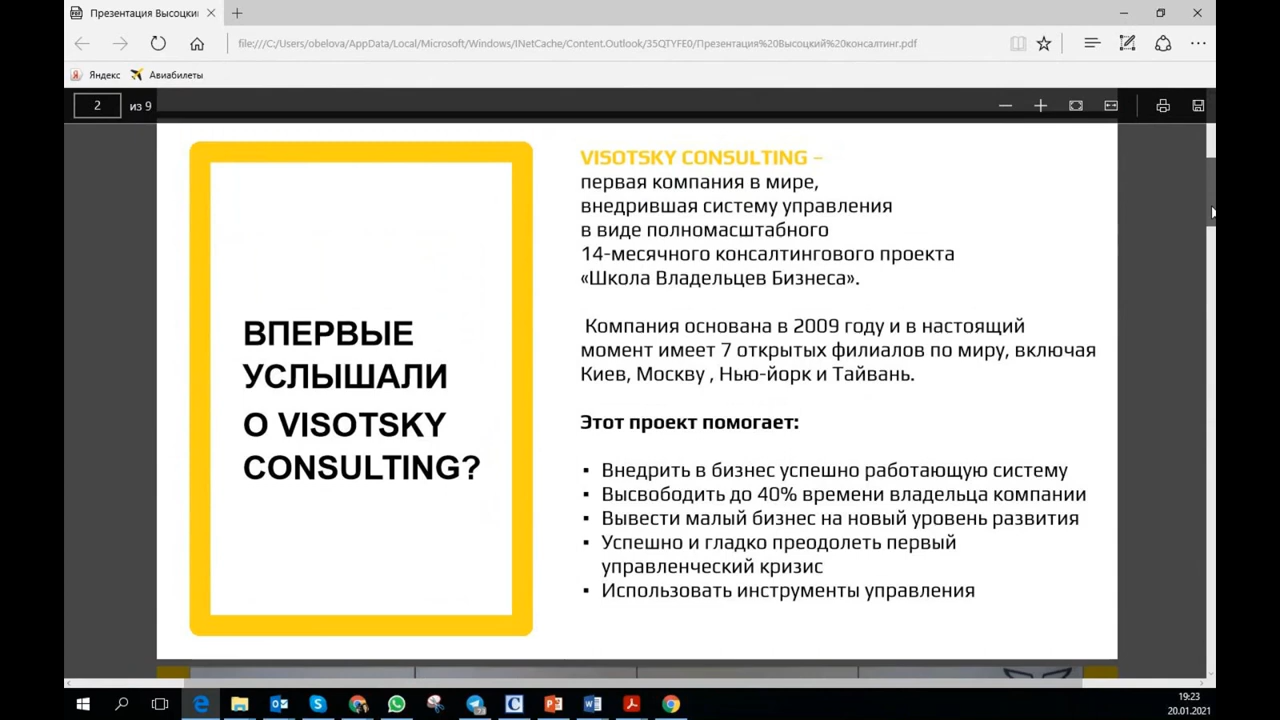 Презентация Высоцки
file:///C:/Users/obelova/AppData/Local/Microsoft/Windows/INetCache/Content.Outlook/35QTYFE0/Презентация%20Высоцкий%20консалтинг.pdf
Яндекс
Авиабилеты
2 из 9
ВПЕРВЫЕ
УСЛЫШАЛИ
О VISOTSKY
CONSULTING?
VISOTSKY CONSULTING –
первая компания в мире,
внедрившая систему управления
в виде полномасштабного
14-месячного консалтингового проекта
«Школа Владельцев Бизнеса».
Компания основана в 2009 году и в настоящий
момент имеет 7 открытых филиалов по миру, включая
Киев, Москву , Нью-йорк и Тайвань.
Этот проект помогает:
▪ Внедрить в бизнес успешно работающую систему
▪ Высвободить до 40% времени владельца компании
▪ Вывести малый бизнес на новый уровень развития
▪ Успешно и гладко преодолеть первый
управленческий кризис
▪ Использовать инструменты управления
19:23
20.01.2021